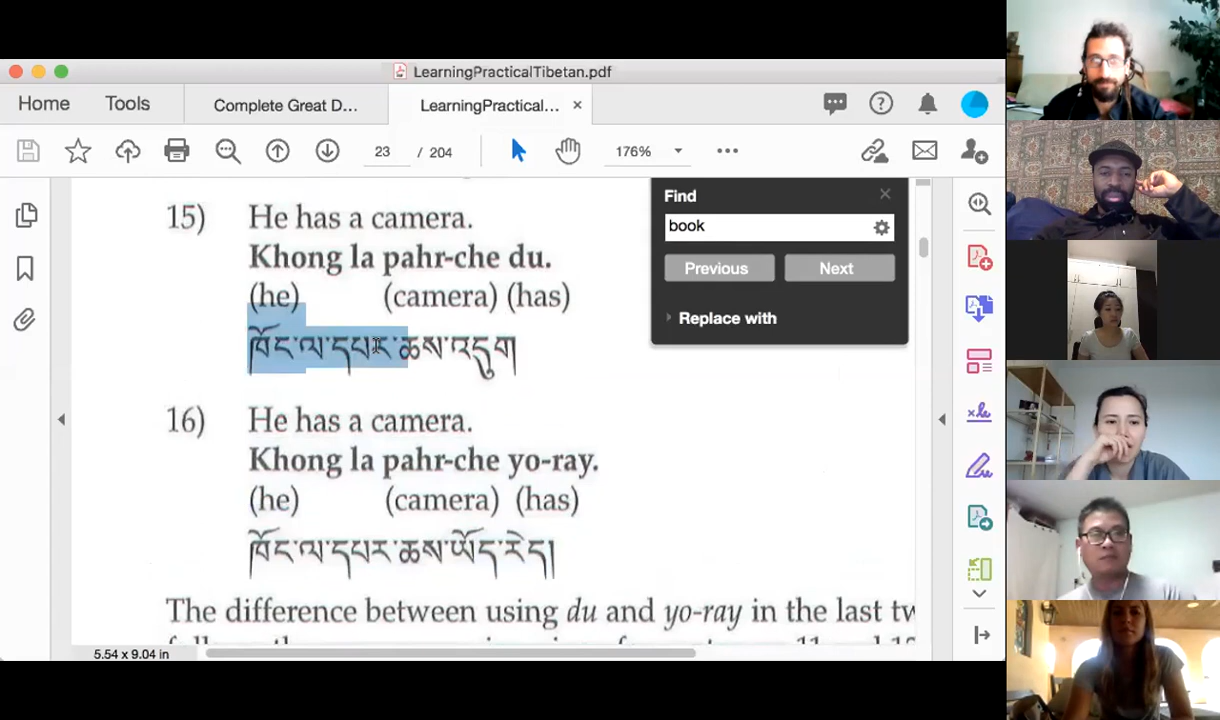 LearningPracticalTibetan.pdf
Home Tools Complete Great D... LearningPractical... ×
23 / 204 176%
Find
book
Previous Next
Replace with
15) He has a camera.
Khong la pahr-che du.
(he) (camera) (has)
ཁོང་ལ་དཔར་ཆས་འདུག
16) He has a camera.
Khong la pahr-che yo-ray.
(he) (camera) (has)
ཁོང་ལ་དཔར་ཆས་ཡོད་རེད།
The difference between using du and yo-ray in the last tw
5.54 x 9.04 in